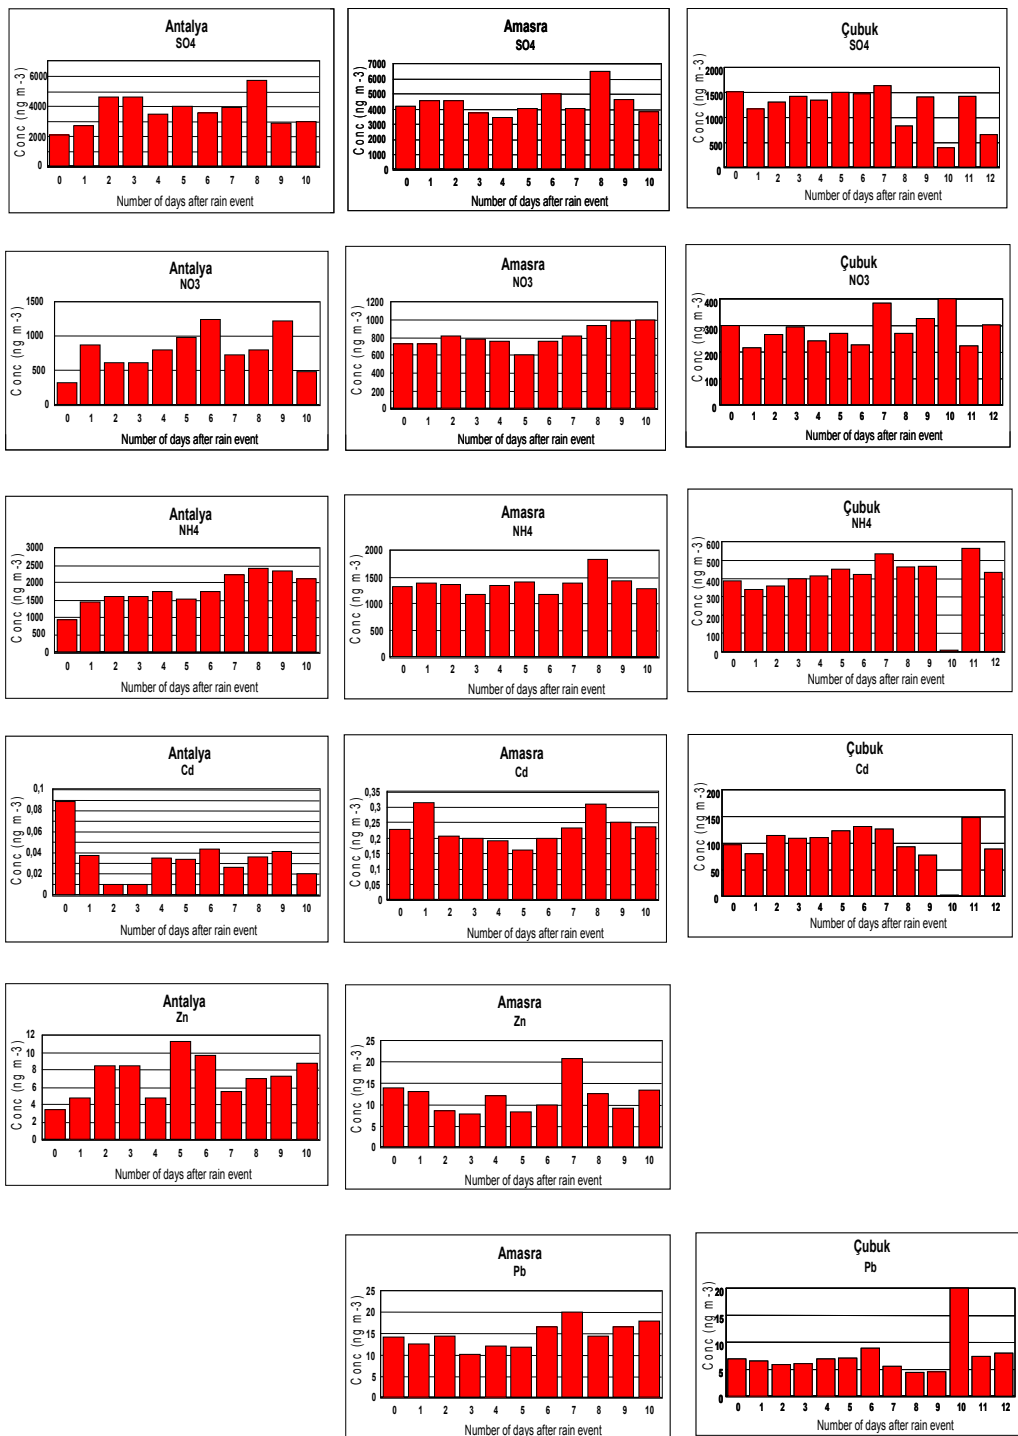 Antalya
SO4
Conc (ng m-3)
6000
4000
2000
0
0 1 2 3 4 5 6 7 8 9 10
Number of days after rain event
Amasra
SO4
Conc (ng m-3)
7000
6000
5000
4000
3000
2000
1000
0
0 1 2 3 4 5 6 7 8 9 10
Number of days after rain event
Çubuk
SO4
Conc (ng m-3)
2000
1500
1000
500
0
0 1 2 3 4 5 6 7 8 9 10 11 12
Number of days after rain event
Antalya
NO3
Conc (ng m-3)
1500
1000
500
0
0 1 2 3 4 5 6 7 8 9 10
Number of days after rain event
Amasra
NO3
Conc (ng m-3)
1200
1000
800
600
400
200
0
0 1 2 3 4 5 6 7 8 9 10
Number of days after rain event
Çubuk
NO3
Conc (ng m-3)
400
300
200
100
0
0 1 2 3 4 5 6 7 8 9 10 11 12
Number of days after rain event
Antalya
NH4
Conc (ng m-3)
3000
2500
2000
1500
1000
500
0
0 1 2 3 4 5 6 7 8 9 10
Number of days after rain event
Amasra
NH4
Conc (ng m-3)
2000
1500
1000
500
0
0 1 2 3 4 5 6 7 8 9 10
Number of days after rain event
Çubuk
NH4
Conc (ng m-3)
600
500
400
300
200
100
0
0 1 2 3 4 5 6 7 8 9 10 11 12
Number of days after rain event
Antalya
Cd
Conc (ng m-3)
0,1
0,08
0,06
0,04
0,02
0
0 1 2 3 4 5 6 7 8 9 10
Number of days after rain event
Amasra
Cd
Conc (ng m-3)
0,35
0,3
0,25
0,2
0,15
0,1
0,05
0
0 1 2 3 4 5 6 7 8 9 10
Number of days after rain event
Çubuk
Cd
Conc (ng m-3)
200
150
100
50
0
0 1 2 3 4 5 6 7 8 9 10 11 12
Number of days after rain event
Antalya
Zn
Conc (ng m-3)
12
10
8
6
4
2
0
0 1 2 3 4 5 6 7 8 9 10
Number of days after rain event
Amasra
Zn
Conc (ng m-3)
25
20
15
10
5
0
0 1 2 3 4 5 6 7 8 9 10
Number of days after rain event
Amasra
Pb
Conc (ng m-3)
25
20
15
10
5
0
0 1 2 3 4 5 6 7 8 9 10
Number of days after rain event
Çubuk
Pb
Conc (ng m-3)
20
15
10
5
0
0 1 2 3 4 5 6 7 8 9 10 11 12
Number of days after rain event